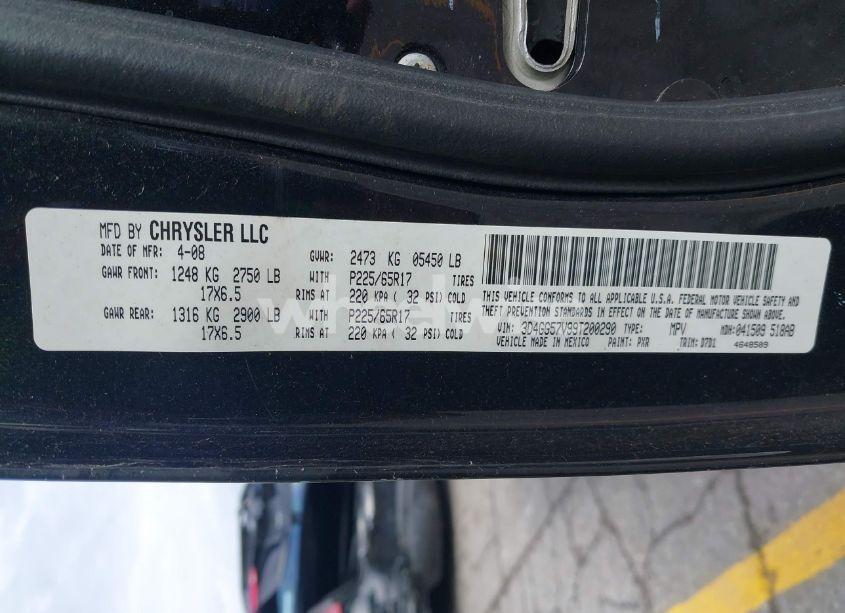 MFD BY CHRYSLER LLC
DATE OF MFR: 4-08 GVWR: 2473 KG 05450 LB
GAWR FRONT: 1248 KG 2750 LB WITH P225/65R17 TIRES
17X6.5 RIMS AT 220 KPA ( 32 PSI) COLD
GAWR REAR: 1316 KG 2900 LB WITH P225/65R17 TIRES
17X6.5 RIMS AT 220 KPA ( 32 PSI) COLD
THIS VEHICLE CONFORMS TO ALL APPLICABLE U.S.A. FEDERAL MOTOR VEHICLE SAFETY AND
THEFT PREVENTION STANDARDS IN EFFECT ON THE DATE OF MANUFACTURE SHOWN ABOVE.
VIN: 3D4GG57V99T200290 TYPE: MPV MDH:041509 518AB
VEHICLE MADE IN MEXICO PAINT: PXR TRIM: D7D1 4648509